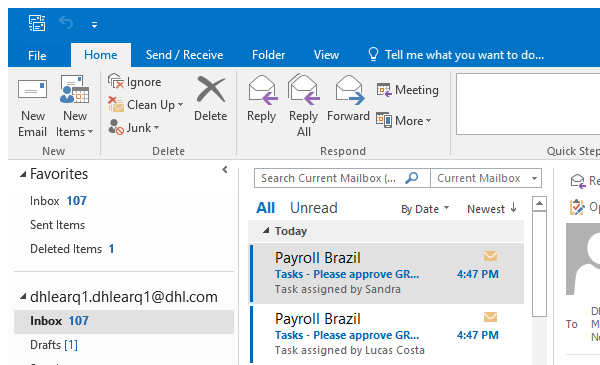 File Home Send / Receive Folder View Tell me what you want to do...
New Email
New Items
Ignore
Clean Up
Junk
Delete
Reply
Reply All
Forward
Meeting
More
New Delete Respond Quick Step
Favorites
Inbox 107
Sent Items
Deleted Items 1
dhlearq1.dhlearq1@dhl.com
Inbox 107
Drafts [1]
Search Current Mailbox (... Current Mailbox
All Unread By Date Newest
Today
Payroll Brazil
Tasks - Please approve GR... 4:47 PM
Task assigned by Sandra
Payroll Brazil
Tasks - Please approve GR... 4:47 PM
Task assigned by Lucas Costa
Re
Op
To